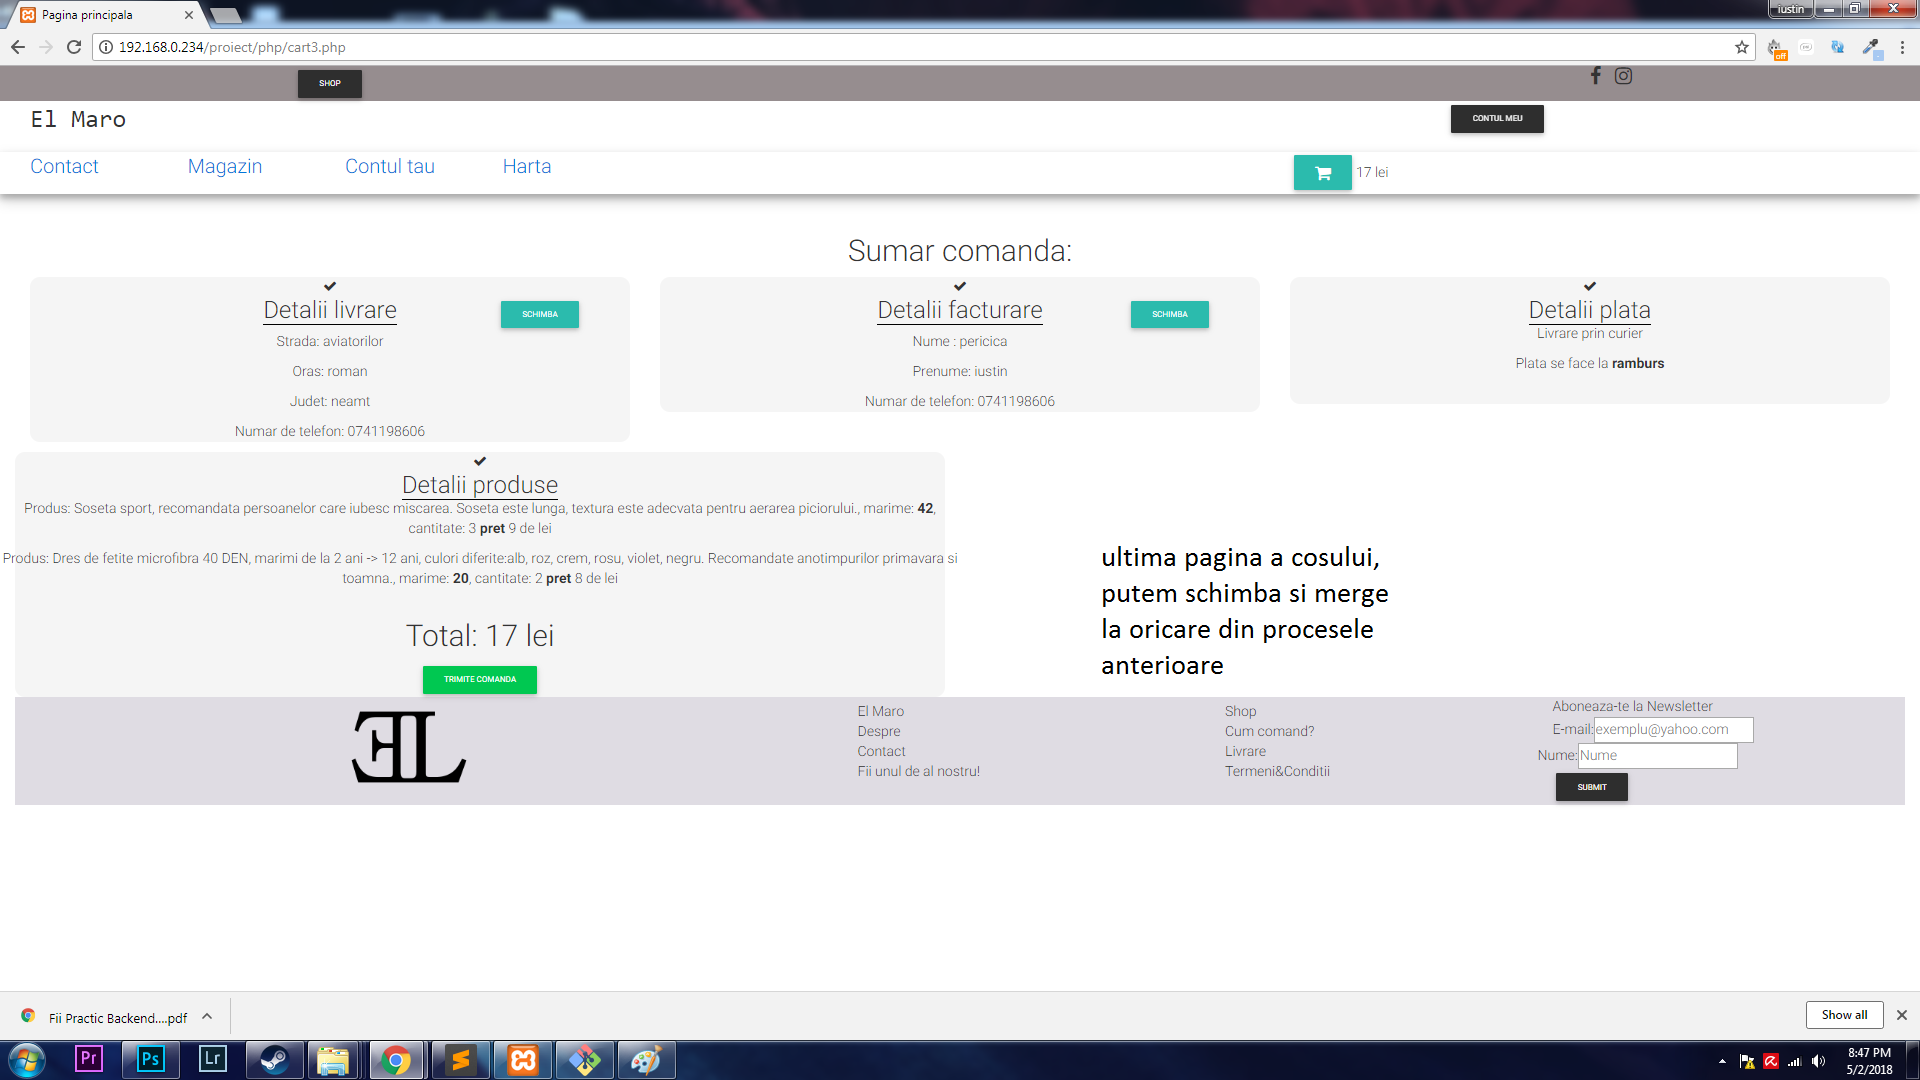 Pagina principala
iustin
192.168.0.234/proiect/php/cart3.php
off
SHOP
El Maro
CONTUL MEU
Contact Magazin Contul tau Harta
17 lei
Sumar comanda:
Detalii livrare
SCHIMBA
Strada: aviatorilor
Oras: roman
Judet: neamt
Numar de telefon: 0741198606
Detalii facturare
SCHIMBA
Nume : pericica
Prenume: iustin
Numar de telefon: 0741198606
Detalii plata
Livrare prin curier
Plata se face la ramburs
Detalii produse
Produs: Soseta sport, recomandata persoanelor care iubesc miscarea. Soseta este lunga, textura este adecvata pentru aerarea piciorului., marime: 42,
cantitate: 3 pret 9 de lei
Produs: Dres de fetite microfibra 40 DEN, marimi de la 2 ani -> 12 ani, culori diferite:alb, roz, crem, rosu, violet, negru. Recomandate anotimpurilor primavara si
toamna., marime: 20, cantitate: 2 pret 8 de lei
Total: 17 lei
TRIMITE COMANDA
ultima pagina a cosului,
putem schimba si merge
la oricare din procesele
anterioare
El Maro
Despre
Contact
Fii unul de al nostru!
Shop
Cum comand?
Livrare
Termeni&Conditii
Aboneaza-te la Newsletter
E-mail: exemplu@yahoo.com
Nume: Nume
SUBMIT
Fii Practic Backend....pdf
Show all
Pr
Ps
Lr
8:47 PM
5/2/2018